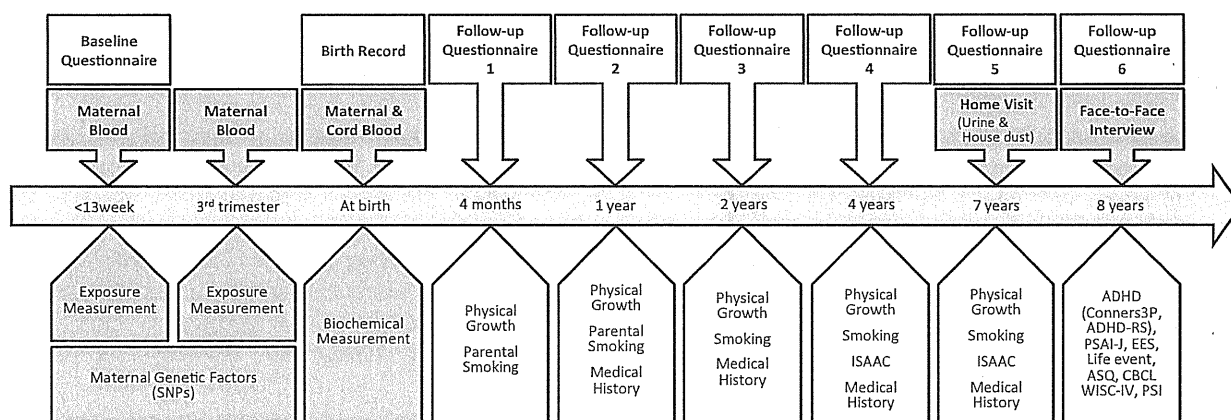 Baseline
Questionnaire
Birth Record
Follow-up
Questionnaire
1
Follow-up
Questionnaire
2
Follow-up
Questionnaire
3
Follow-up
Questionnaire
4
Follow-up
Questionnaire
5
Follow-up
Questionnaire
6
Maternal
Blood
Maternal
Blood
Maternal &
Cord Blood
Home Visit
(Urine &
House dust)
Face-to-Face
Interview
<13week
3rd trimester
At birth
4 months
1 year
2 years
4 years
7 years
8 years
Exposure
Measurement
Exposure
Measurement
Maternal Genetic Factors
(SNPs)
Biochemical
Measurement
Physical
Growth
Parental
Smoking
Physical
Growth
Parental
Smoking
Medical
History
Physical
Growth
Smoking
Medical
History
Physical
Growth
Smoking
ISAAC
Medical
History
Physical
Growth
Smoking
ISAAC
Medical
History
ADHD
(Conners3P,
ADHD-RS),
PSAI-J, EES,
Life event,
ASQ, CBCL
WISC-IV, PSI